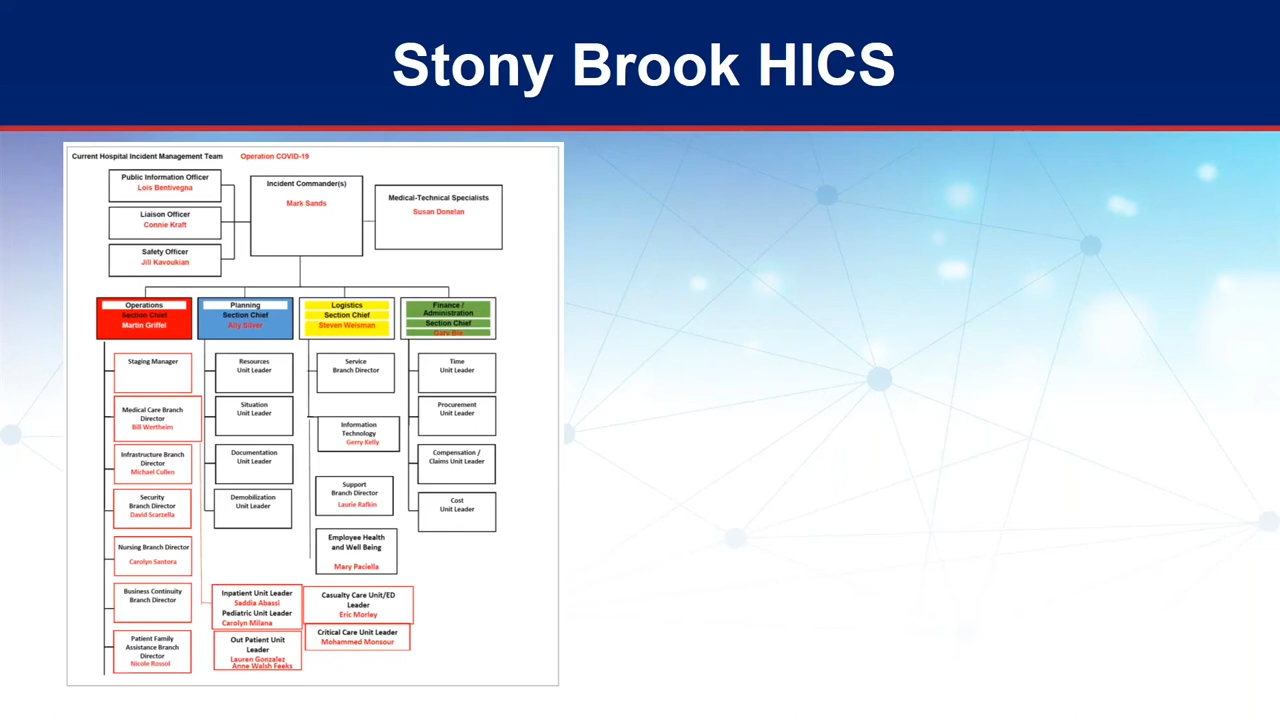 Stony Brook HICS
Current Hospital Incident Management Team Operation COVID-19
Public Information Officer
Lois Bentivegna
Liaison Officer
Connie Kraft
Safety Officer
Jill Kavoukian
Incident Commander(s)
Mark Sands
Medical-Technical Specialists
Susan Donelan
Operations
Section Chief
Martin Griffel
Planning
Section Chief
Ally Silver
Logistics
Section Chief
Steven Weisman
Finance /
Administration
Section Chief
Gary Bie
Staging Manager
Medical Care Branch
Director
Bill Wertheim
Infrastructure Branch
Director
Michael Cullen
Security
Branch Director
David Scarzella
Nursing Branch Director
Carolyn Santora
Business Continuity
Branch Director
Patient Family
Assistance Branch
Director
Nicole Rossol
Resources
Unit Leader
Situation
Unit Leader
Documentation
Unit Leader
Demobilization
Unit Leader
Service
Branch Director
Information
Technology
Gerry Kelly
Support
Branch Director
Laurie Rafkin
Employee Health
and Well Being
Mary Paciella
Time
Unit Leader
Procurement
Unit Leader
Compensation /
Claims Unit Leader
Cost
Unit Leader
Inpatient Unit Leader
Saddia Abassi
Pediatric Unit Leader
Carolyn Milana
Out Patient Unit
Leader
Lauren Gonzalez
Anne Walsh Feeks
Casualty Care Unit/ED
Leader
Eric Morley
Critical Care Unit Leader
Mohammed Monsour